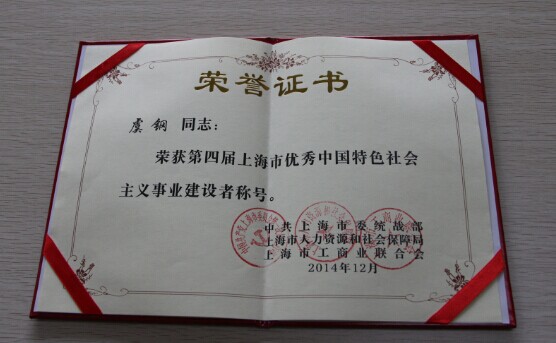 荣誉证书
虞钢 同志：
荣获第四届上海市优秀中国特色社会
主义事业建设者称号。
中共上海市委统战部
上海市人力资源和社会保障局
上海市工商业联合会
2014年12月